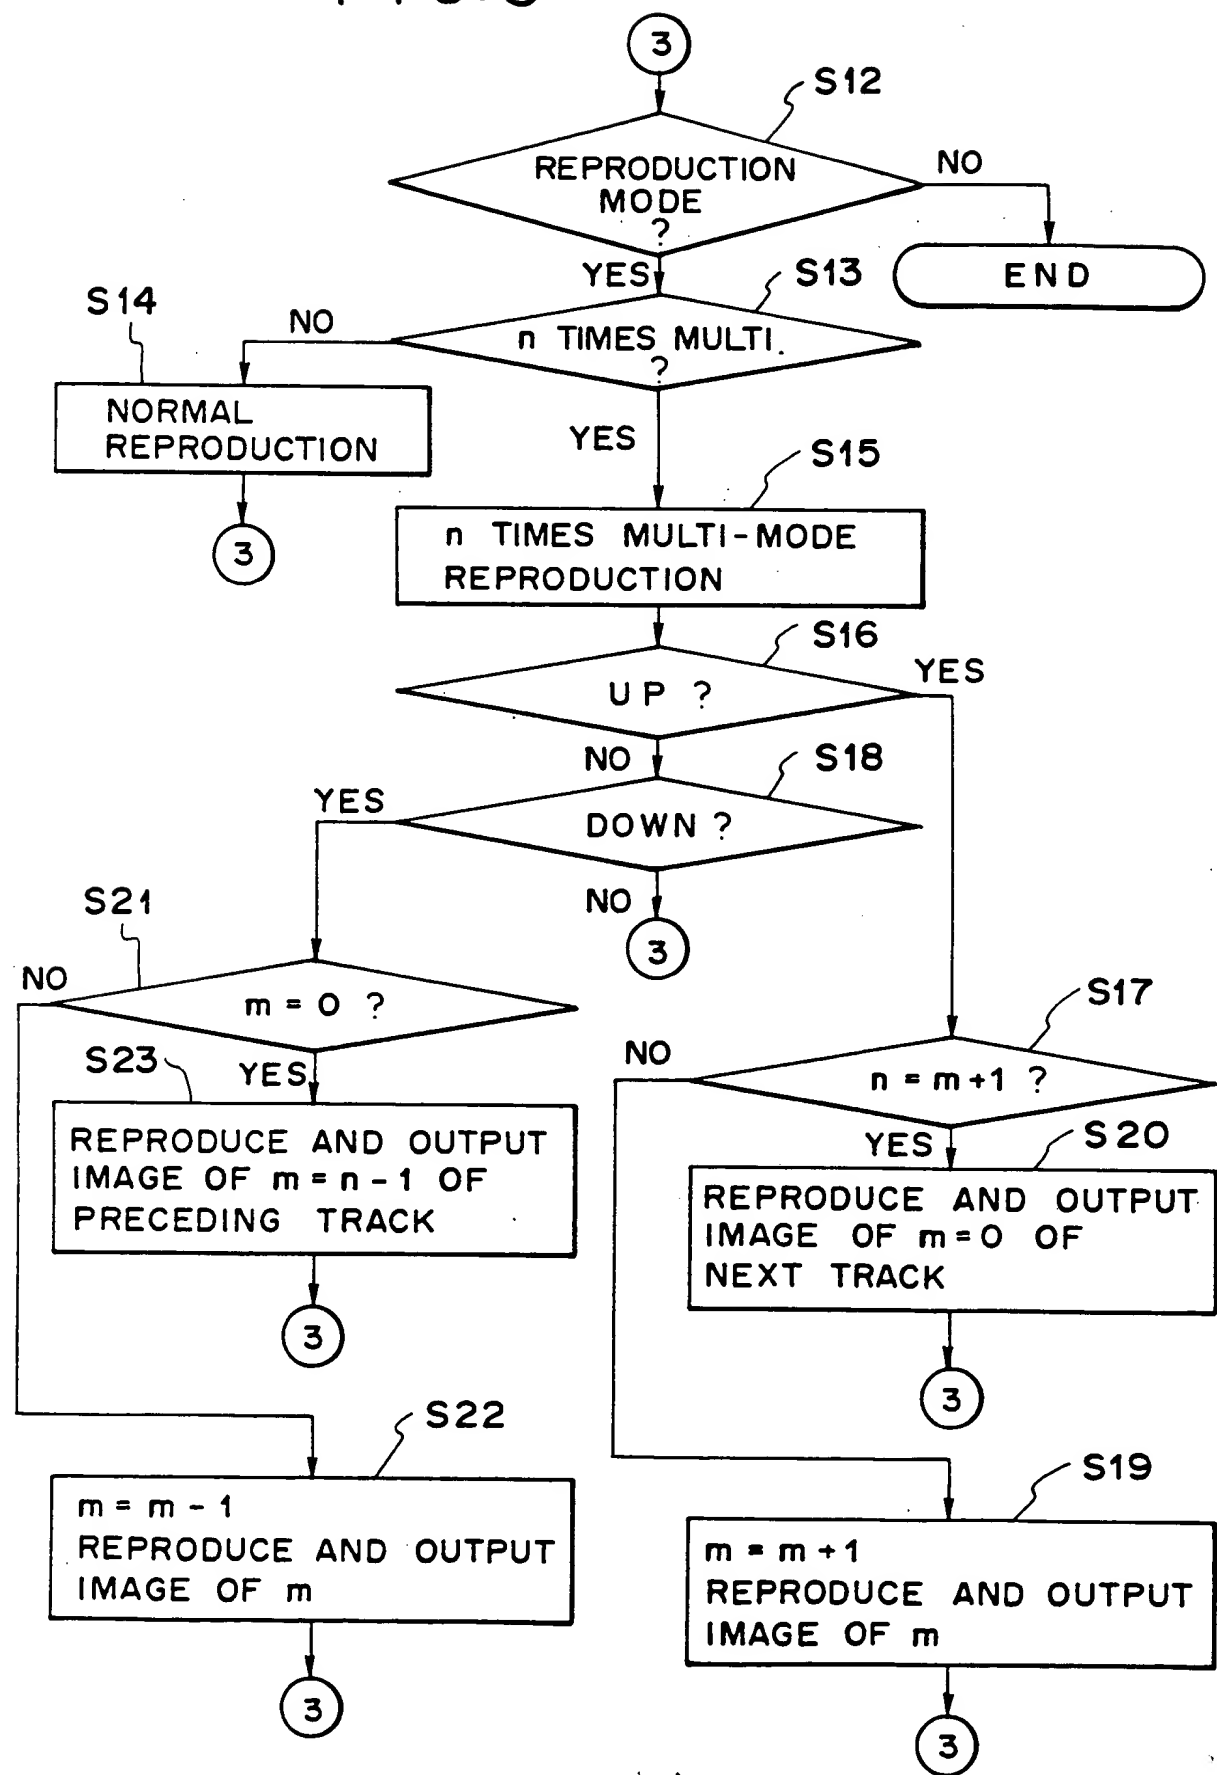 3
S12
REPRODUCTION
MODE
?
NO
END
YES
S13
n TIMES MULTI.
?
NO
S14
NORMAL
REPRODUCTION
3
YES
S15
n TIMES MULTI-MODE
REPRODUCTION
S16
UP ?
YES
NO
S18
DOWN ?
YES
NO
3
S21
m = 0 ?
NO
S23
YES
REPRODUCE AND OUTPUT
IMAGE OF m = n - 1 OF
PRECEDING TRACK
3
S17
n = m + 1 ?
NO
YES
S20
REPRODUCE AND OUTPUT
IMAGE OF m = 0 OF
NEXT TRACK
3
S22
m = m - 1
REPRODUCE AND OUTPUT
IMAGE OF m
3
S19
m = m + 1
REPRODUCE AND OUTPUT
IMAGE OF m
3